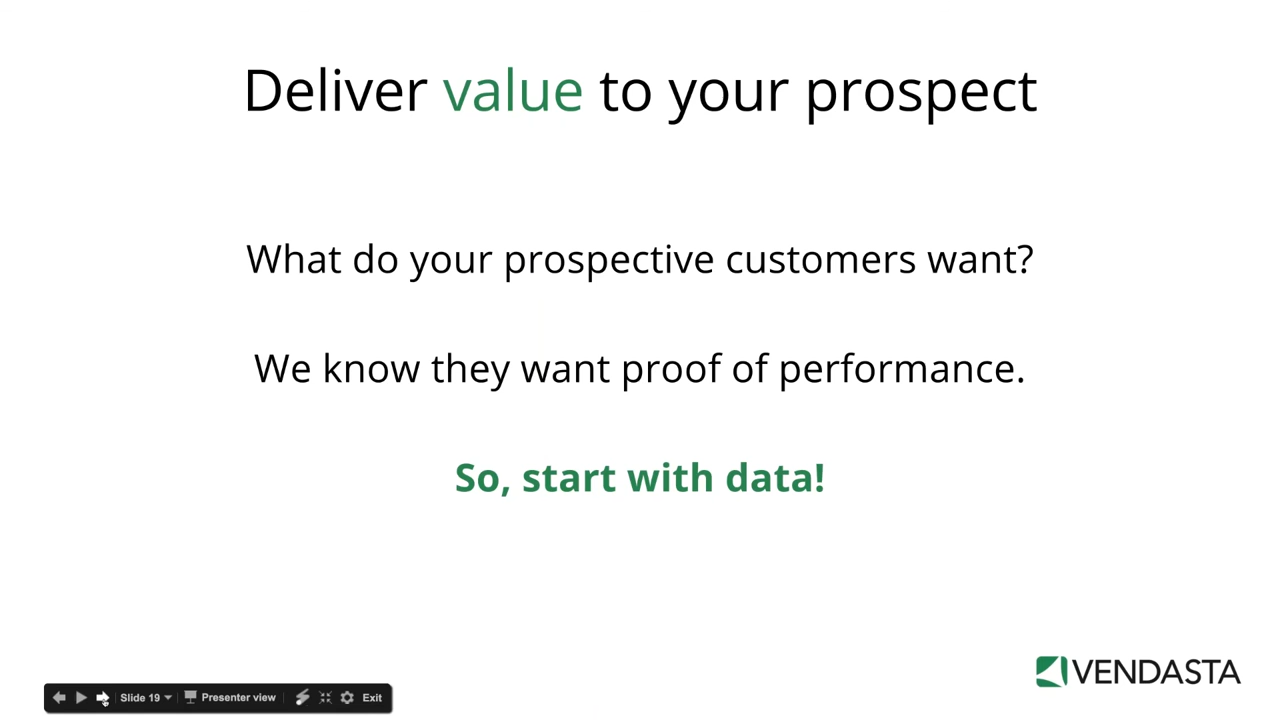 Deliver value to your prospect
What do your prospective customers want?
We know they want proof of performance.
So, start with data!
VENDASTA
Slide 19 Presenter view Exit